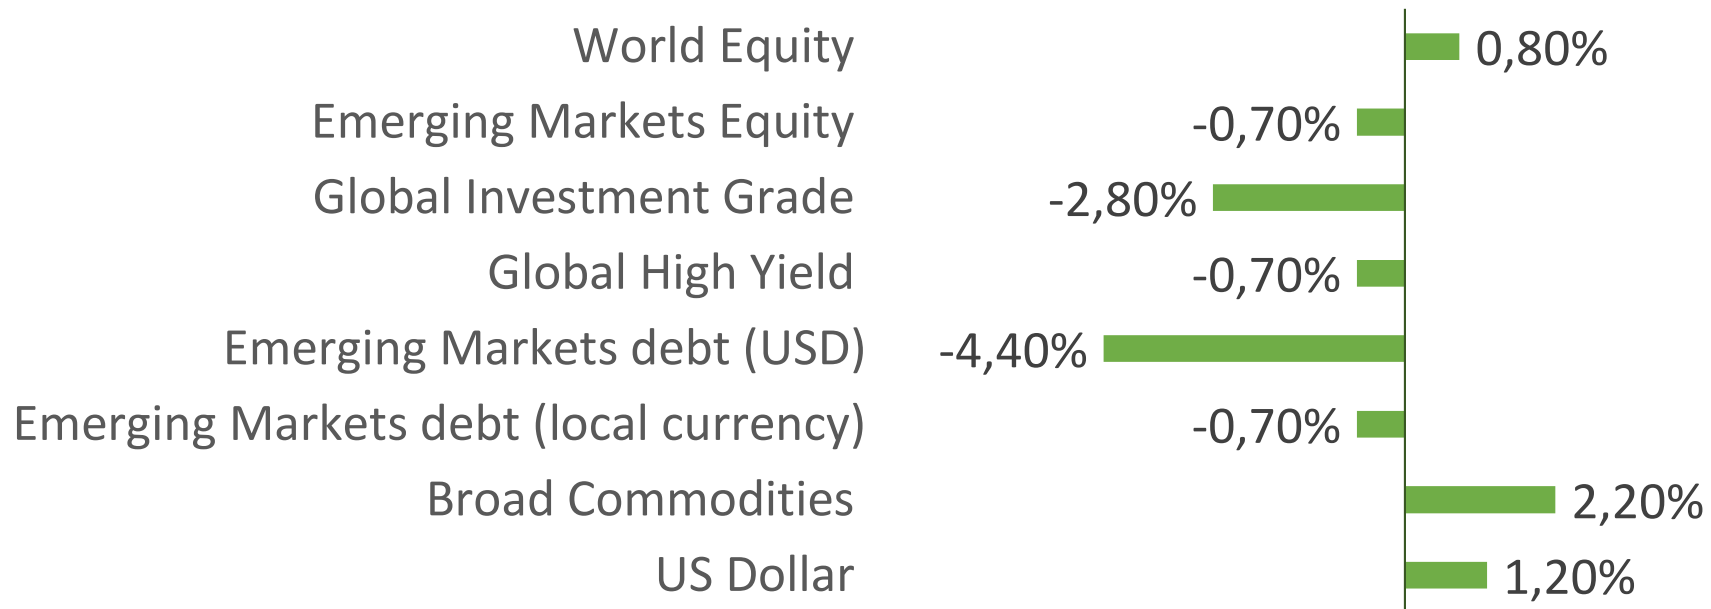 World Equity 0,80%
Emerging Markets Equity -0,70%
Global Investment Grade -2,80%
Global High Yield -0,70%
Emerging Markets debt (USD) -4,40%
Emerging Markets debt (local currency) -0,70%
Broad Commodities 2,20%
US Dollar 1,20%